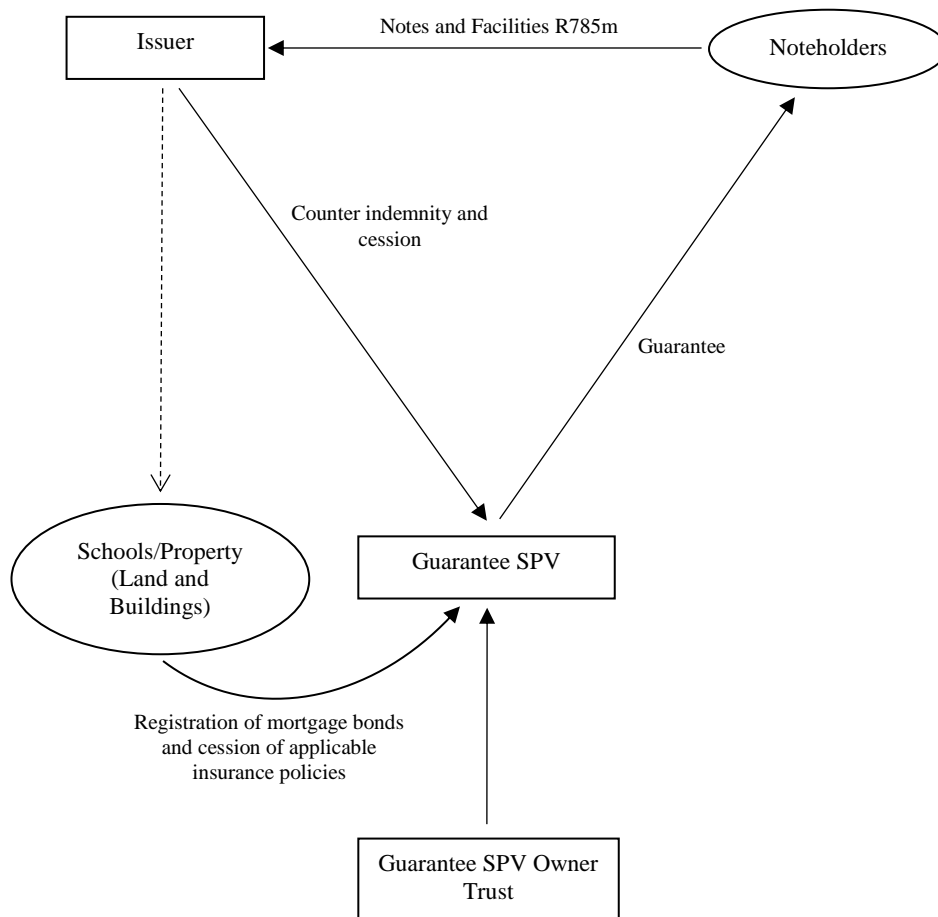 Issuer
Notes and Facilities R785m
Noteholders
Counter indemnity and
cession
Guarantee
Schools/Property
(Land and
Buildings)
Guarantee SPV
Registration of mortgage bonds
and cession of applicable
insurance policies
Guarantee SPV Owner
Trust